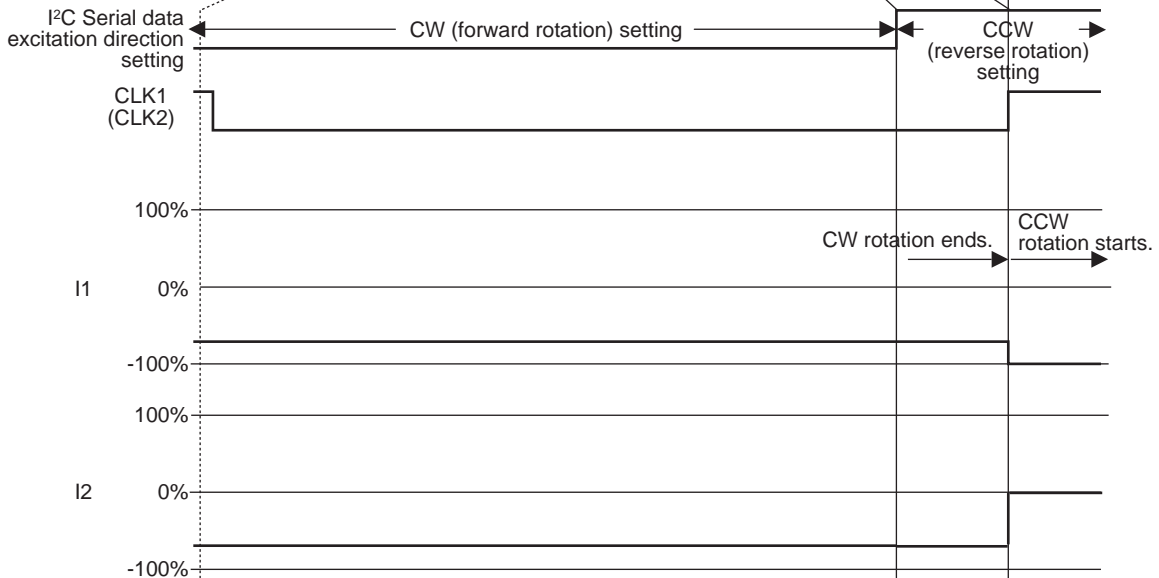 I²C Serial data
excitation direction
setting
CW (forward rotation) setting
CCW
(reverse rotation)
setting
CLK1
(CLK2)
100%
CW rotation ends.
CCW
rotation starts.
I1 0%
-100%
100%
I2 0%
-100%